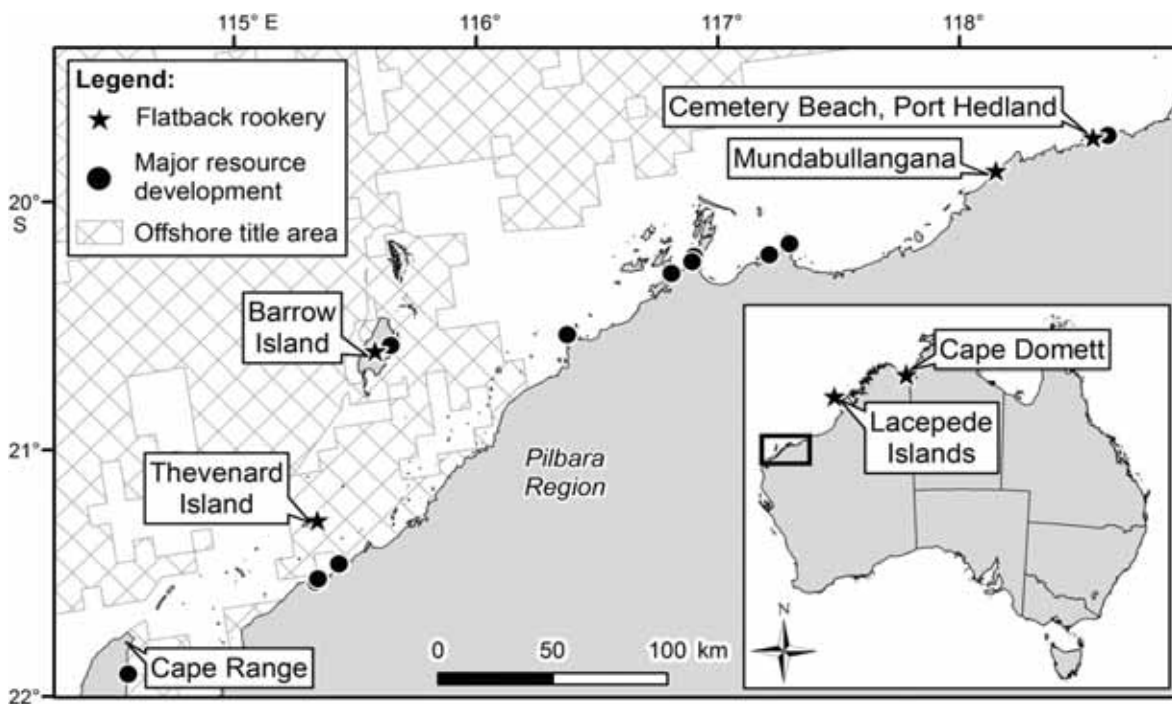 115° E
116°
117°
118°
Legend:
Flatback rookery
Major resource
development
Offshore title area
Cemetery Beach, Port Hedland
Mundabullangana
20°
S
Barrow
Island
Cape Domett
Lacepede
Islands
21°
Thevenard
Island
Pilbara
Region
N
0 50 100 km
Cape Range
22°